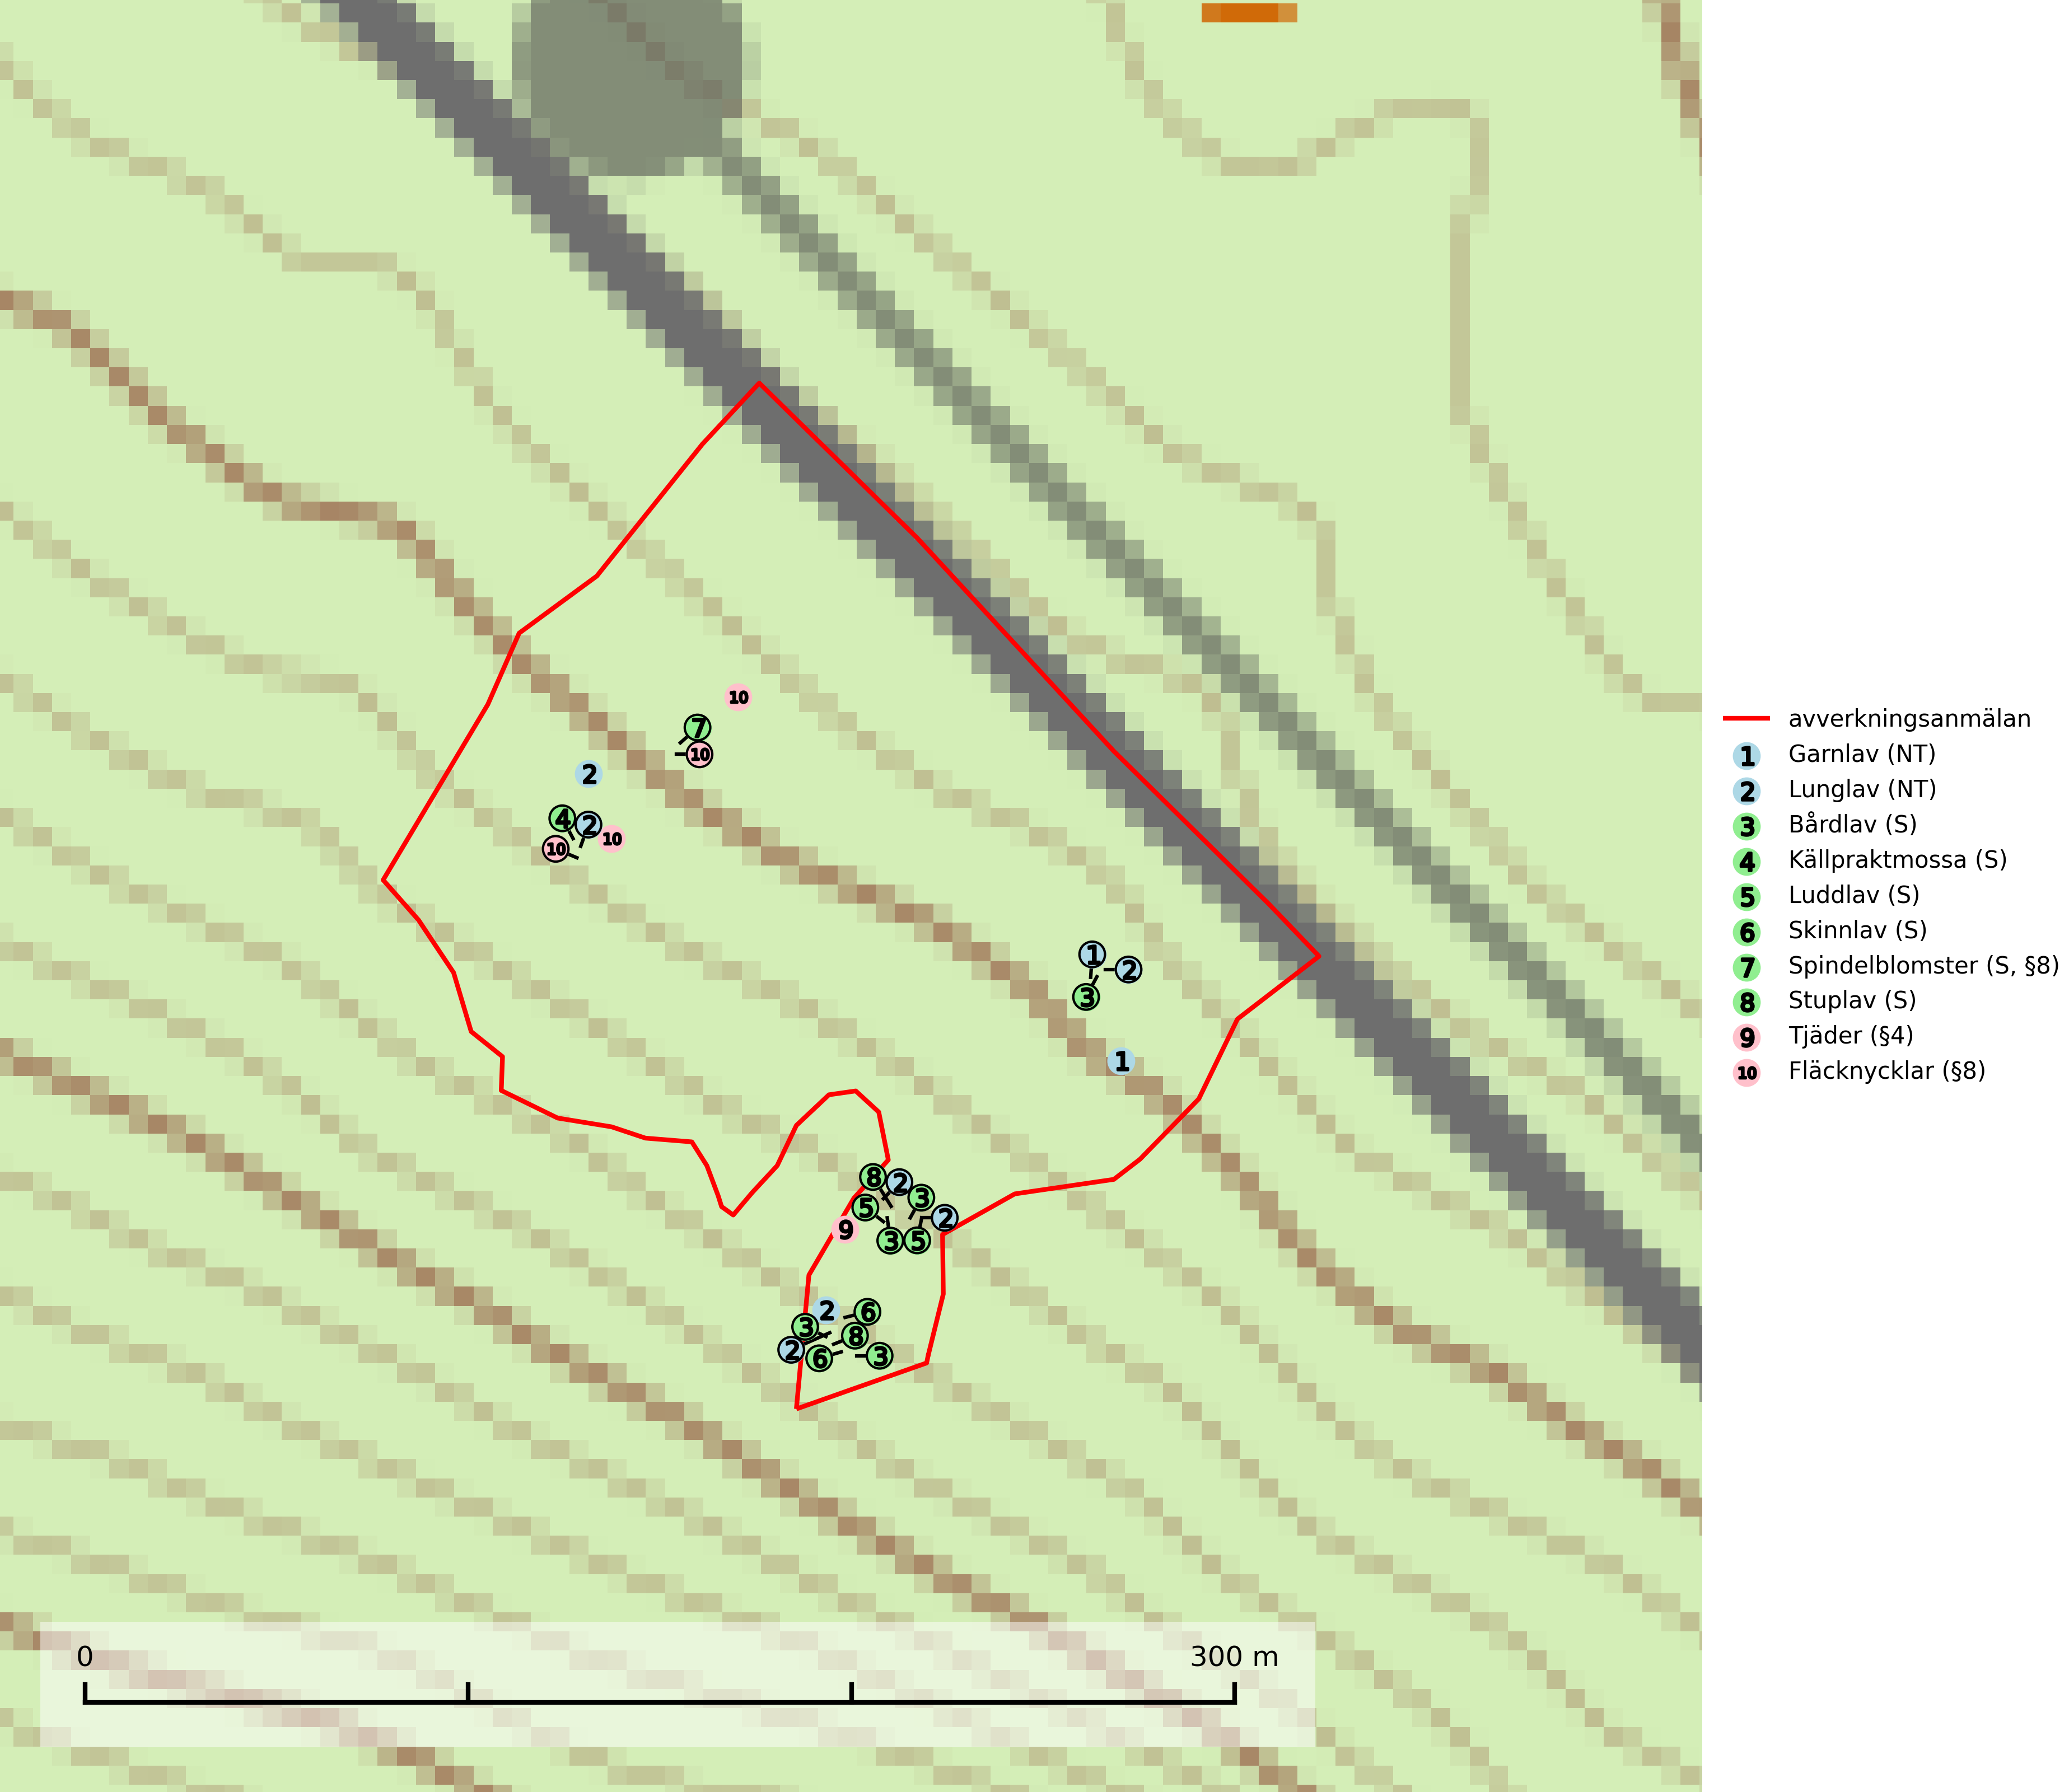 10
7
10
2
4
2
10
10
1
2
3
1
8
2
3
5
2
9
3
5
2
6
3
8
2
6
3
0
300 m
avverkningsanmälan
1 Garnlav (NT)
2 Lunglav (NT)
3 Bårdlav (S)
4 Källpraktmossa (S)
5 Luddlav (S)
6 Skinnlav (S)
7 Spindelblomster (S, §8)
8 Stuplav (S)
9 Tjäder (§4)
10 Fläcknycklar (§8)